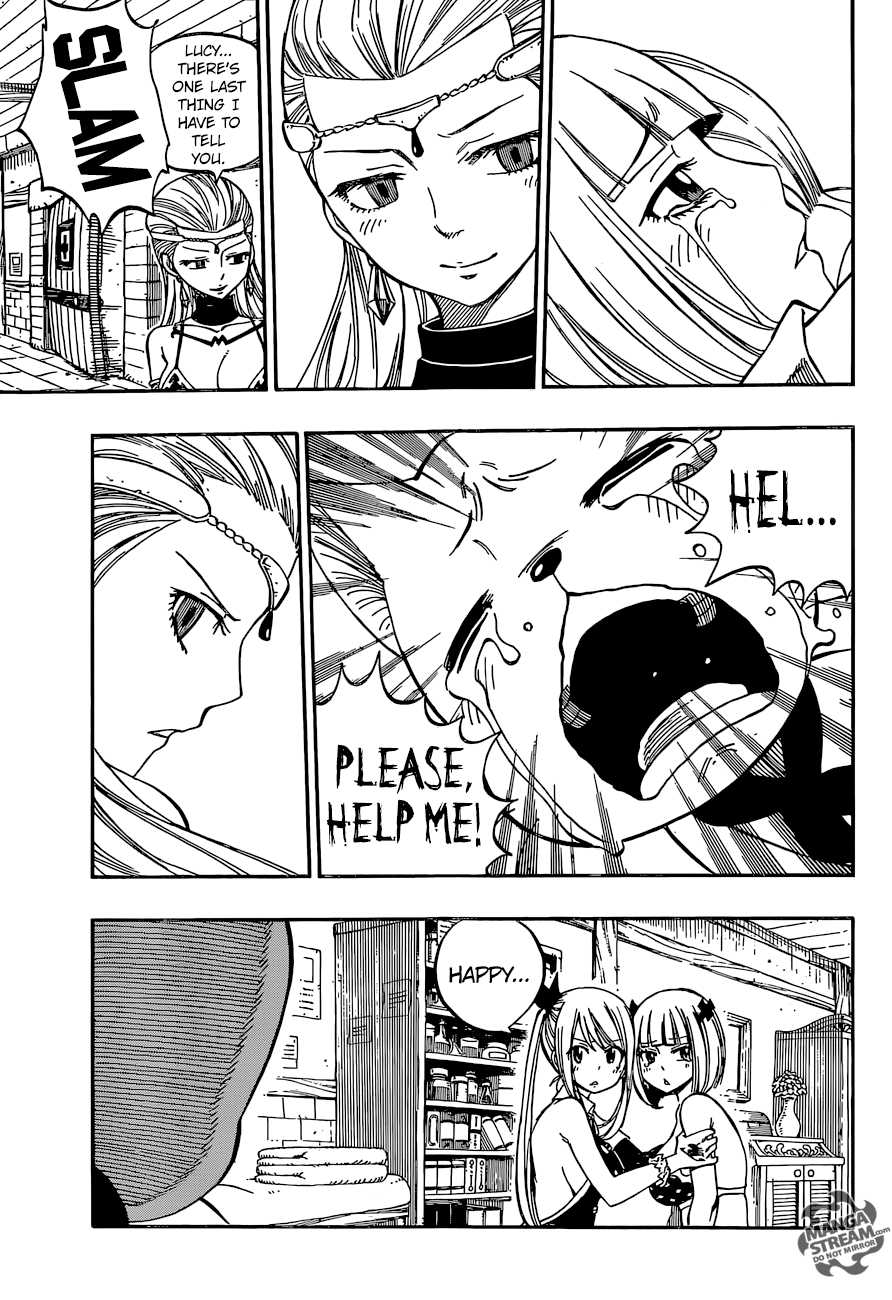 LUCY...
THERE'S
ONE LAST
THING I
HAVE TO
TELL
YOU.
SLAM
HEL...
PLEASE,
HELP ME!
HAPPY...
MANGA
STREAM.com
DO NOT MIRROR